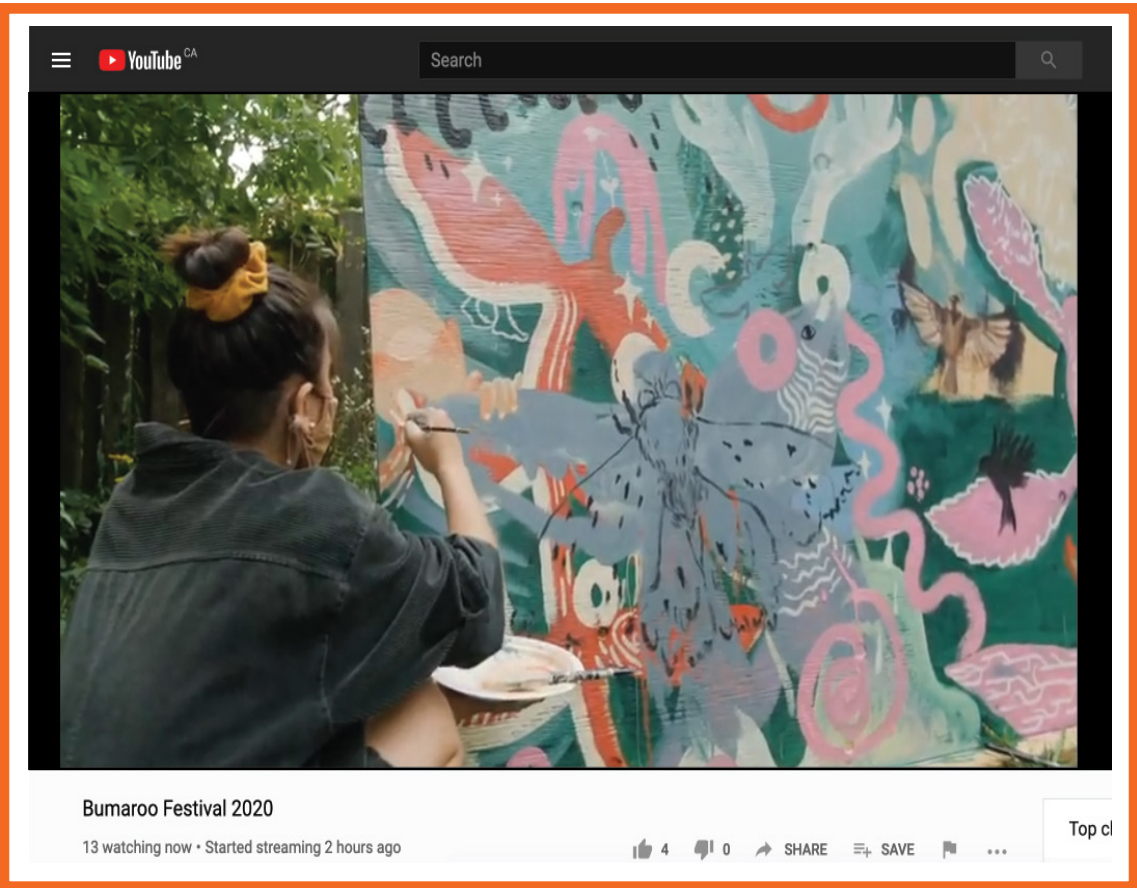 YouTube CA
Search
Bumaroo Festival 2020
13 watching now • Started streaming 2 hours ago
4
0
SHARE
SAVE
Top cl